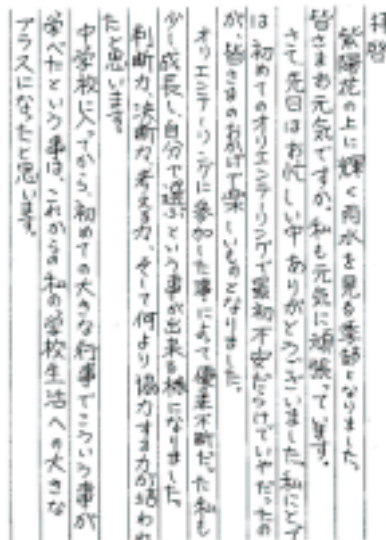 拝啓
紫陽花の上に輝く雨水を見る季節となりました。
皆さまお元気ですか。私も元気に頑張って います。
さて先日はお忙しい中ありがとうございました。私にとって
は 初めてのオリエンテーリングで最初不安だらけでいやだったの
が、皆さまのおかげで楽しいものとなりました。
オリエンテーリングに参加した事によって優柔不断だった私も
少し成長し、自分で選ぶという事が出来る様になりました。
判断力、決断力、考える力、そして何より協力する力が培われ
たと思います。
中学校に入ってから、初めての大きな行事でこういう事が
学べたという事は、これからの私の学校生活への大きな
プラスになったと思います。